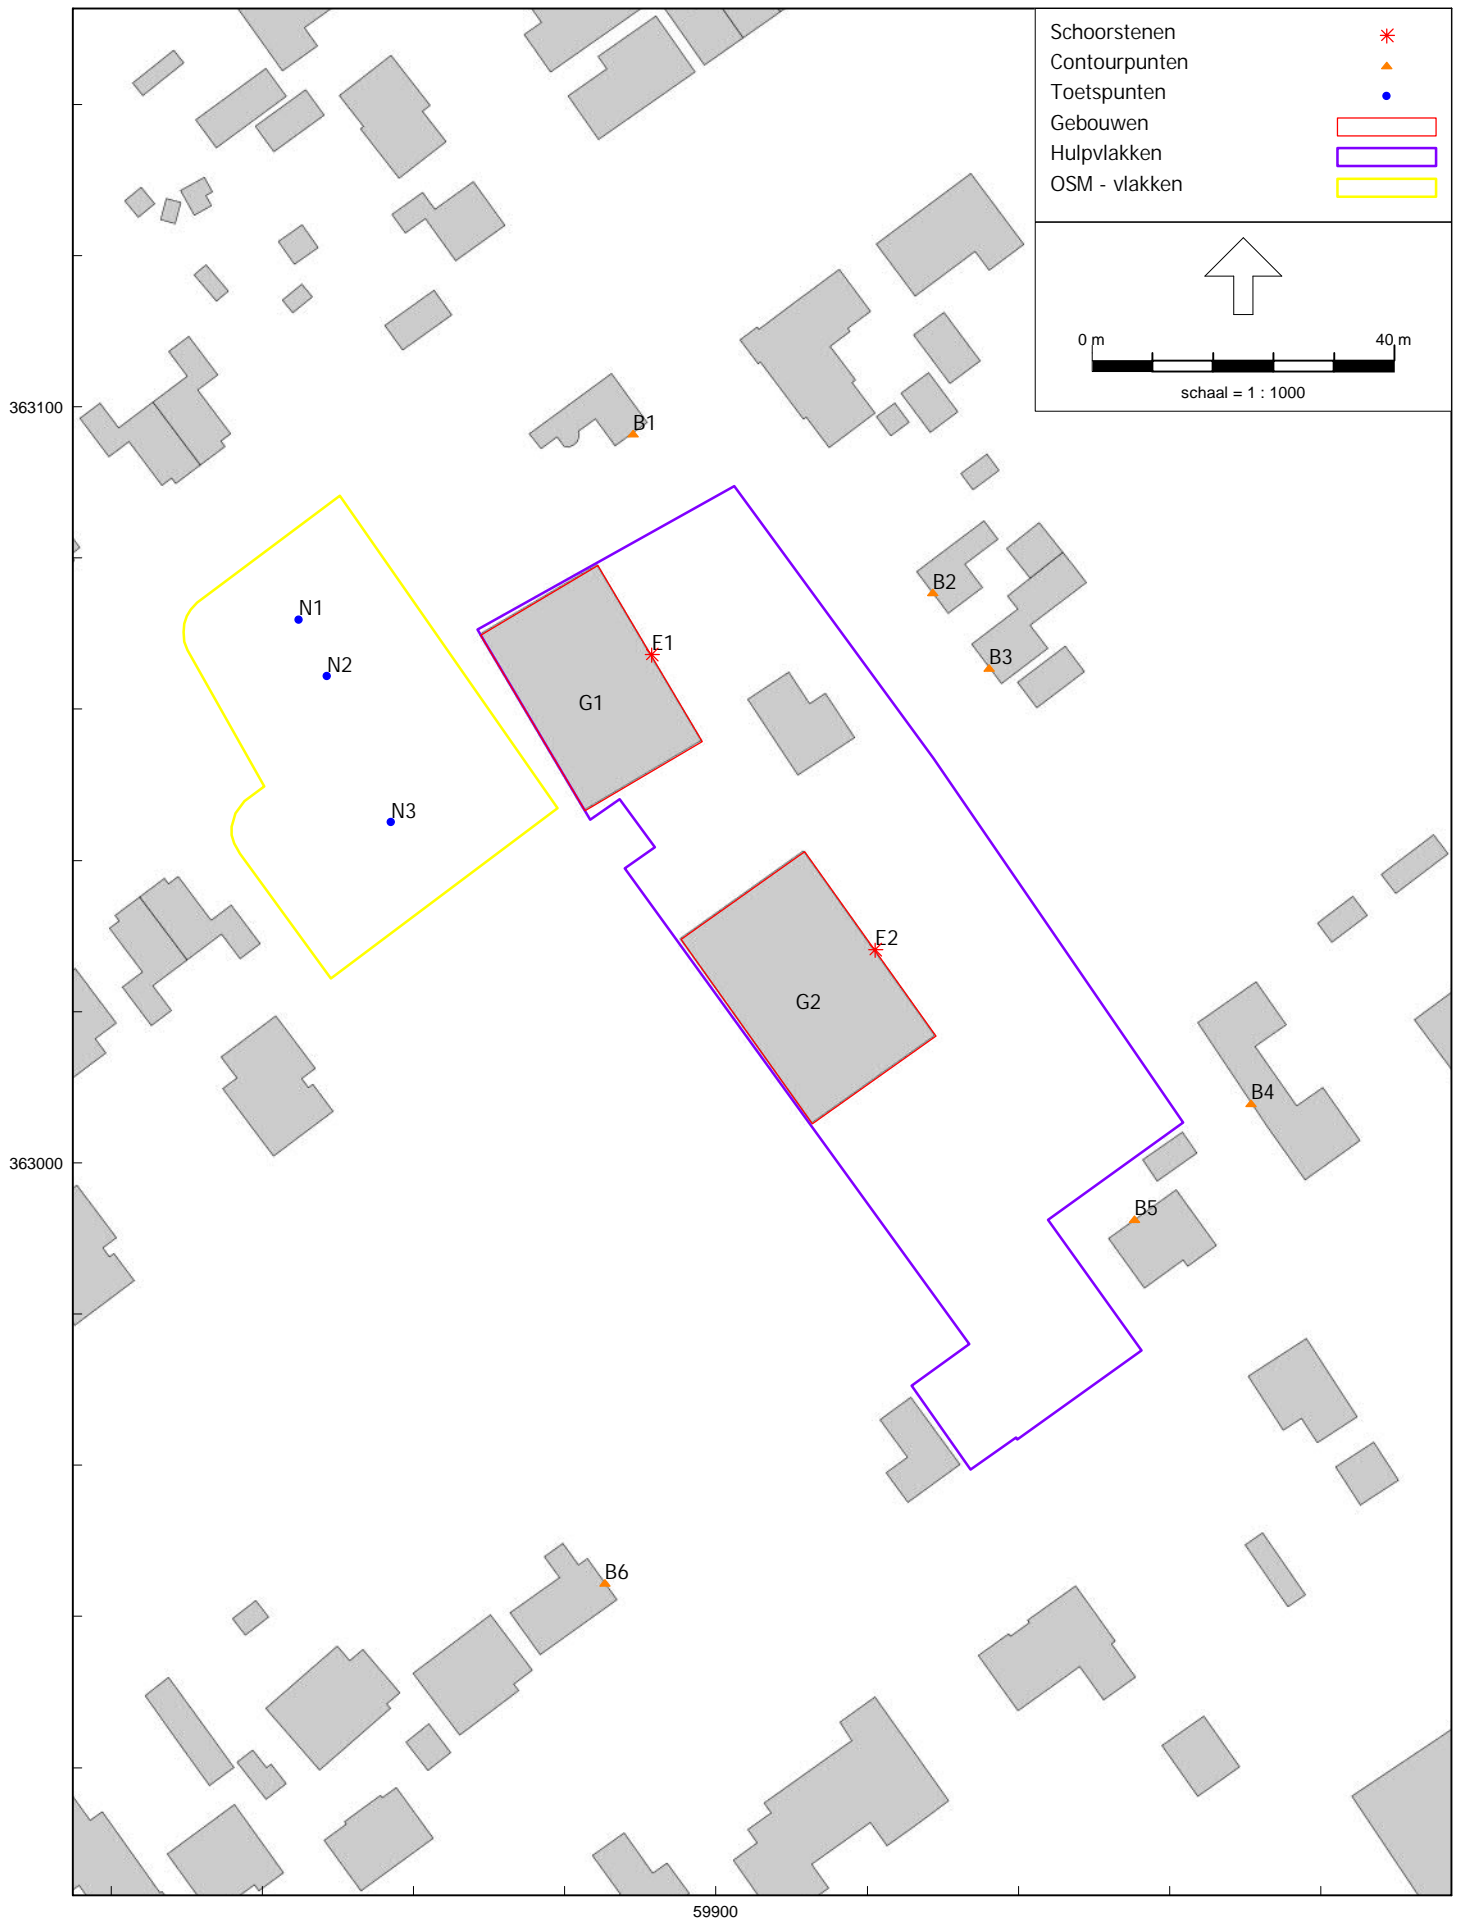 Schoorstenen
Contourpunten
Toetspunten
Gebouwen
Hulpvlakken
OSM - vlakken
0 m 40 m
schaal = 1 : 1000
363100
B1
B2
N1
E1
B3
N2
G1
N3
E2
G2
B4
363000
B5
B6
59900